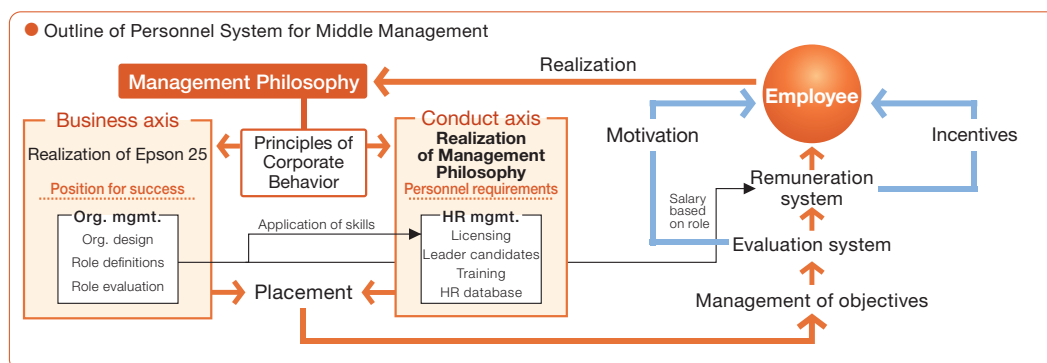 Outline of Personnel System for Middle Management
Management Philosophy
Realization
Employee
Business axis
Realization of Epson 25
Position for success
Org. mgmt.
Org. design
Role definitions
Role evaluation
Principles of
Corporate
Behavior
Application of skills
Placement
Conduct axis
Realization
of Management
Philosophy
Personnel requirements
HR mgmt.
Licensing
Leader candidates
Training
HR database
Motivation
Incentives
Salary
based
on role
Remuneration
system
Evaluation system
Management of objectives